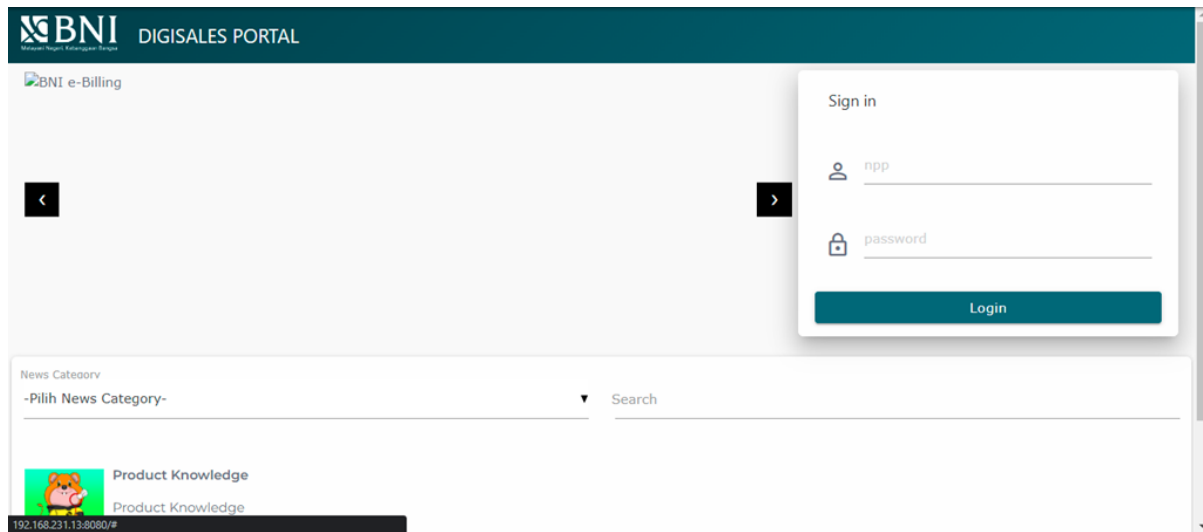 BNI
Melayani Negeri, Kebanggaan Bangsa
DIGISALES PORTAL
BNI e-Billing
Sign in
npp
password
Login
‹
›
News Category
-Pilih News Category-
Search
Product Knowledge
Product Knowledge
192.168.231.13:8080/#